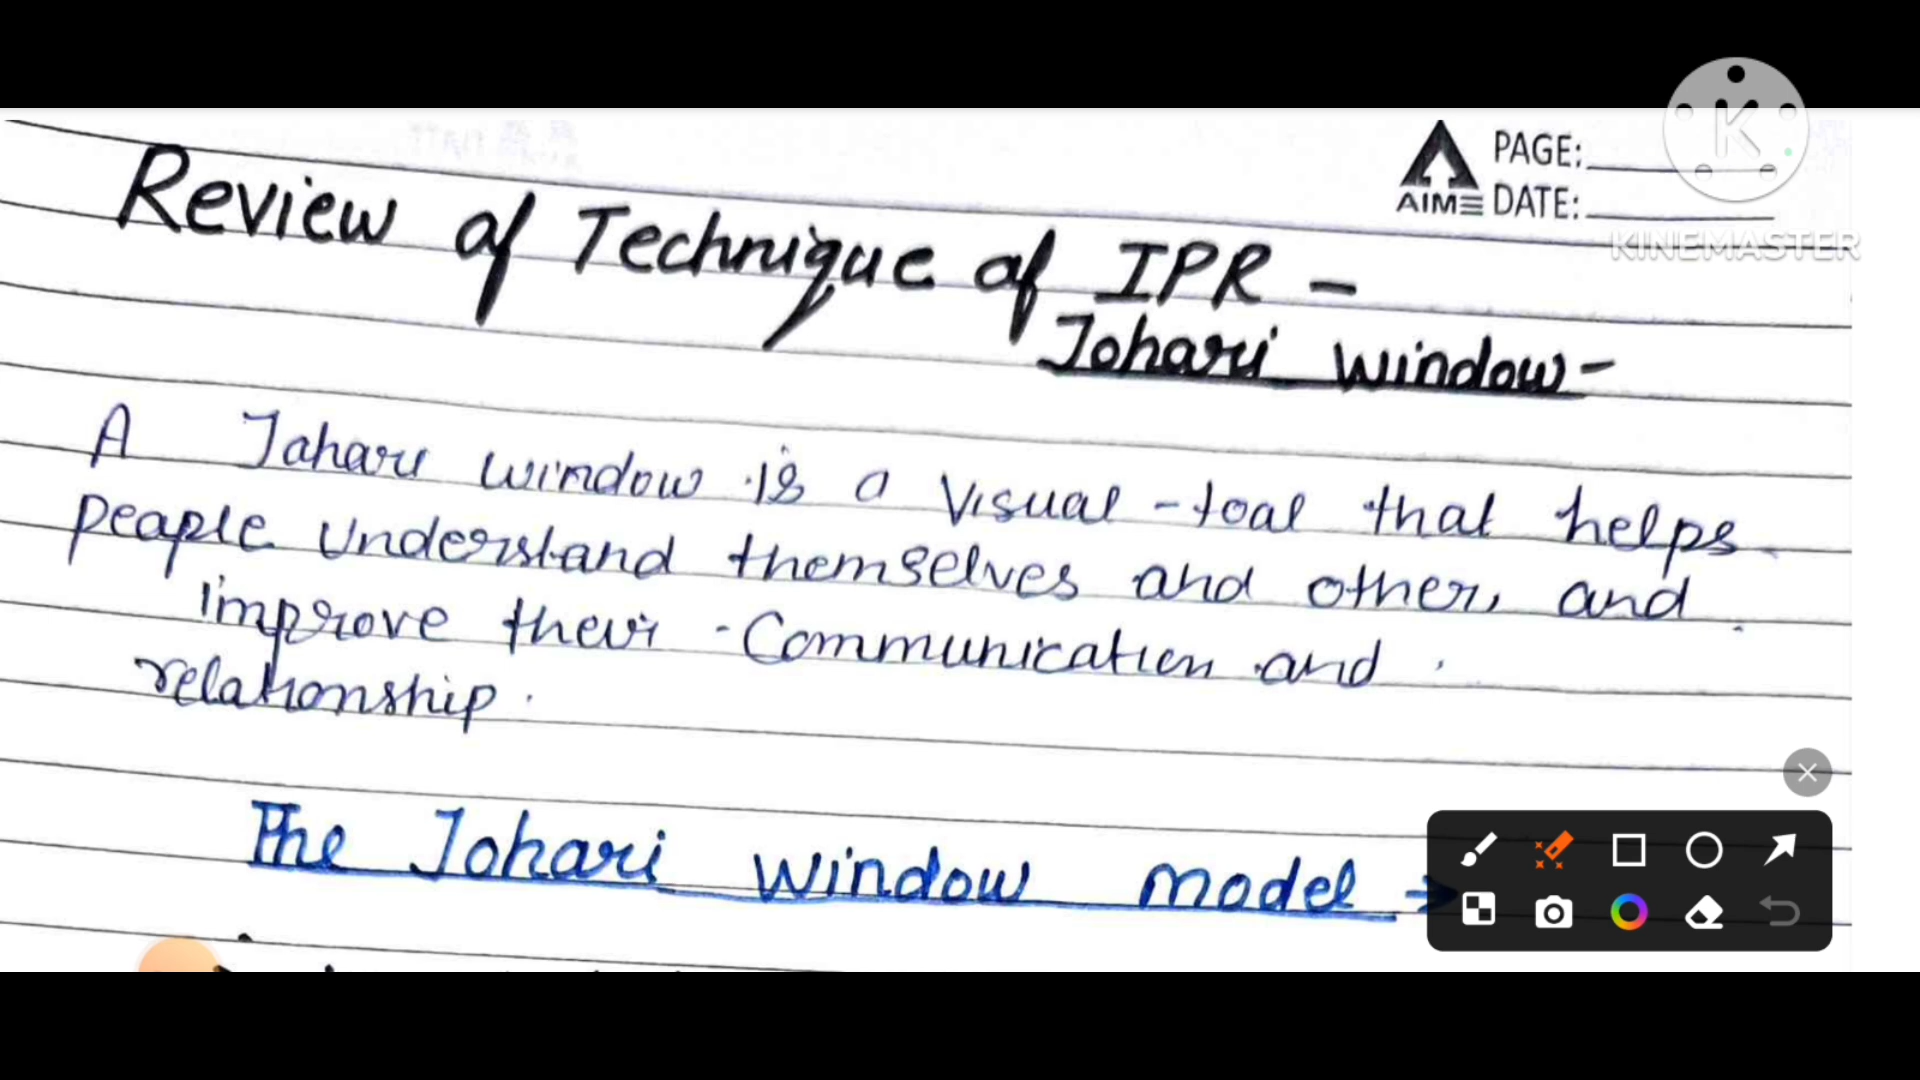 PAGE:
AIM DATE:
K
KINEMASTER
Review of Technique of IPR -
Johari window -
A Johari window is a visual - tool that helps
people understand themselves and other, and
improve their - Communication and
relationship.
The Johari window model →